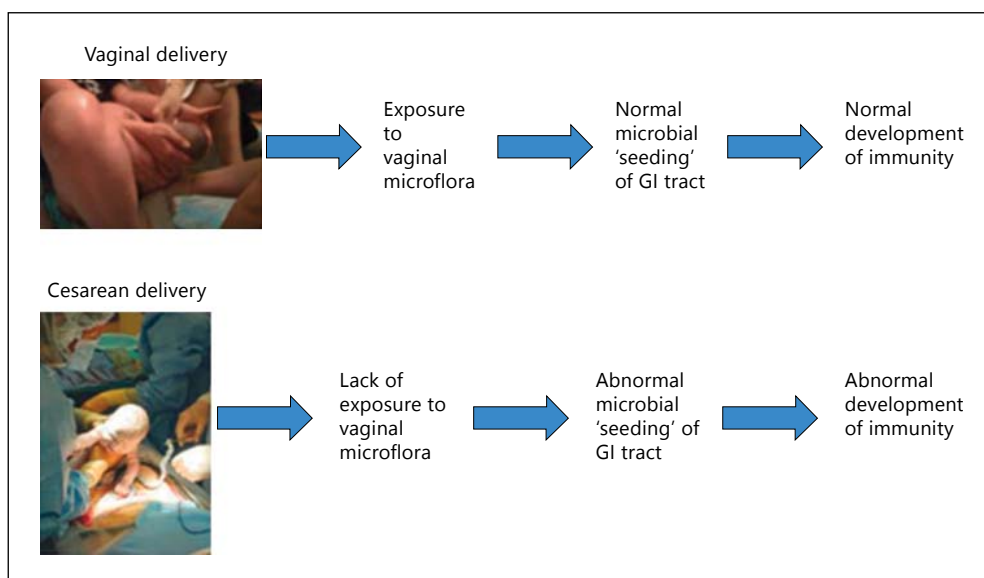 Vaginal delivery
Exposure
to
vaginal
microflora
Normal
microbial
‘seeding’
of GI tract
Normal
development
of immunity
Cesarean delivery
Lack of
exposure to
vaginal
microflora
Abnormal
microbial
‘seeding’ of
GI tract
Abnormal
development
of immunity